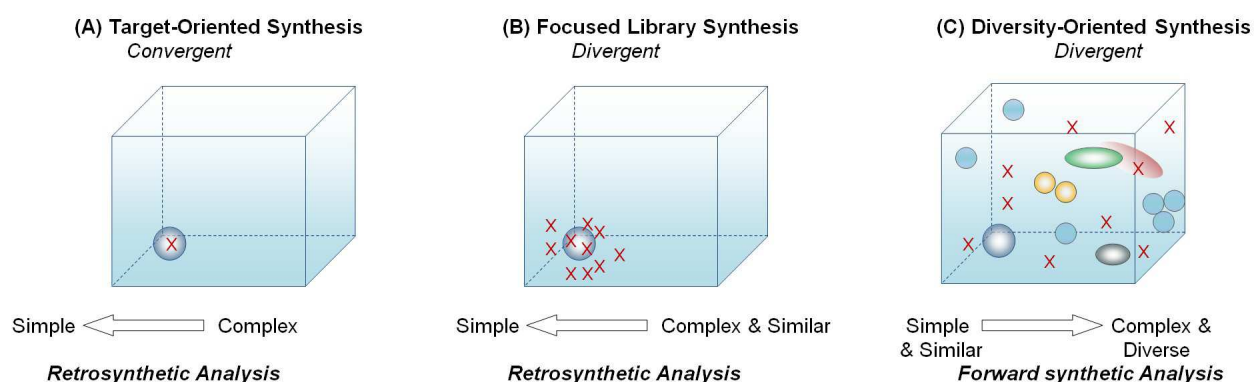 (A) Target-Oriented Synthesis
Convergent
X
Simple
Complex
Retrosynthetic Analysis
(B) Focused Library Synthesis
Divergent
X
X
X
X
X
X
X
X
X
X
Simple
Complex & Similar
Retrosynthetic Analysis
(C) Diversity-Oriented Synthesis
Divergent
X
X
X
X
X
X
X
X
X
Simple
& Similar
Complex &
Diverse
Forward synthetic Analysis